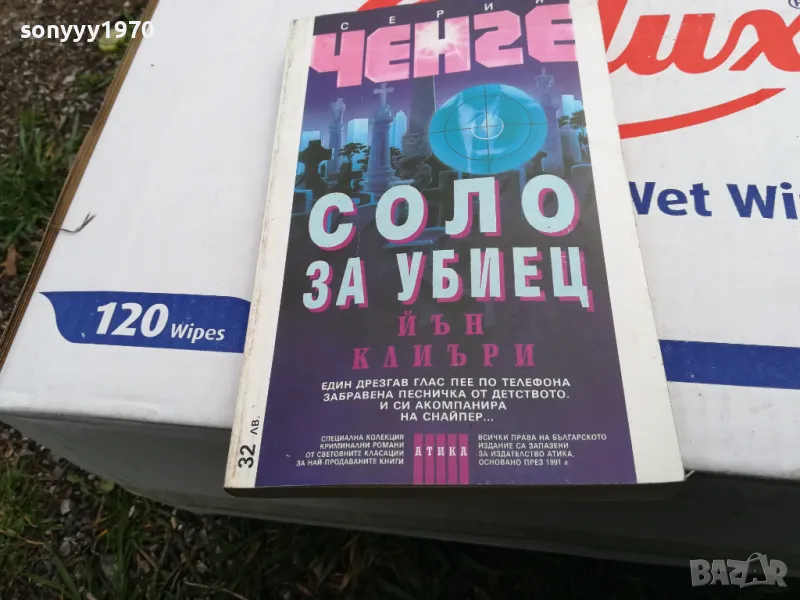 sonyyy1970
СЕРИЯ
ЧЕНГЕ
СОЛО
ЗА УБИЕЦ
ЙЪН
КЛИЪРИ
ЕДИН ДРЕЗГАВ ГЛАС ПЕЕ ПО ТЕЛЕФОНА
ЗАБРАВЕНА ПЕСНИЧКА ОТ ДЕТСТВОТО.
И СИ АКОМПАНИРА
НА СНАЙПЕР...
СПЕЦИАЛНА КОЛЕКЦИЯ
КРИМИНАЛНИ РОМАНИ
ОТ СВЕТОВНИТЕ КЛАСАЦИИ
ЗА НАЙ-ПРОДАВАНИТЕ КНИГИ
АТИКА
ВСИЧКИ ПРАВА НА БЪЛГАРСКОТО
ИЗДАНИЕ СА ЗАПАЗЕНИ
ЗА ИЗДАТЕЛСТВО АТИКА,
ОСНОВАНО ПРЕЗ 1991 г.
32 ЛВ.
120 Wipes
lux
Wet Wi
BAZAR